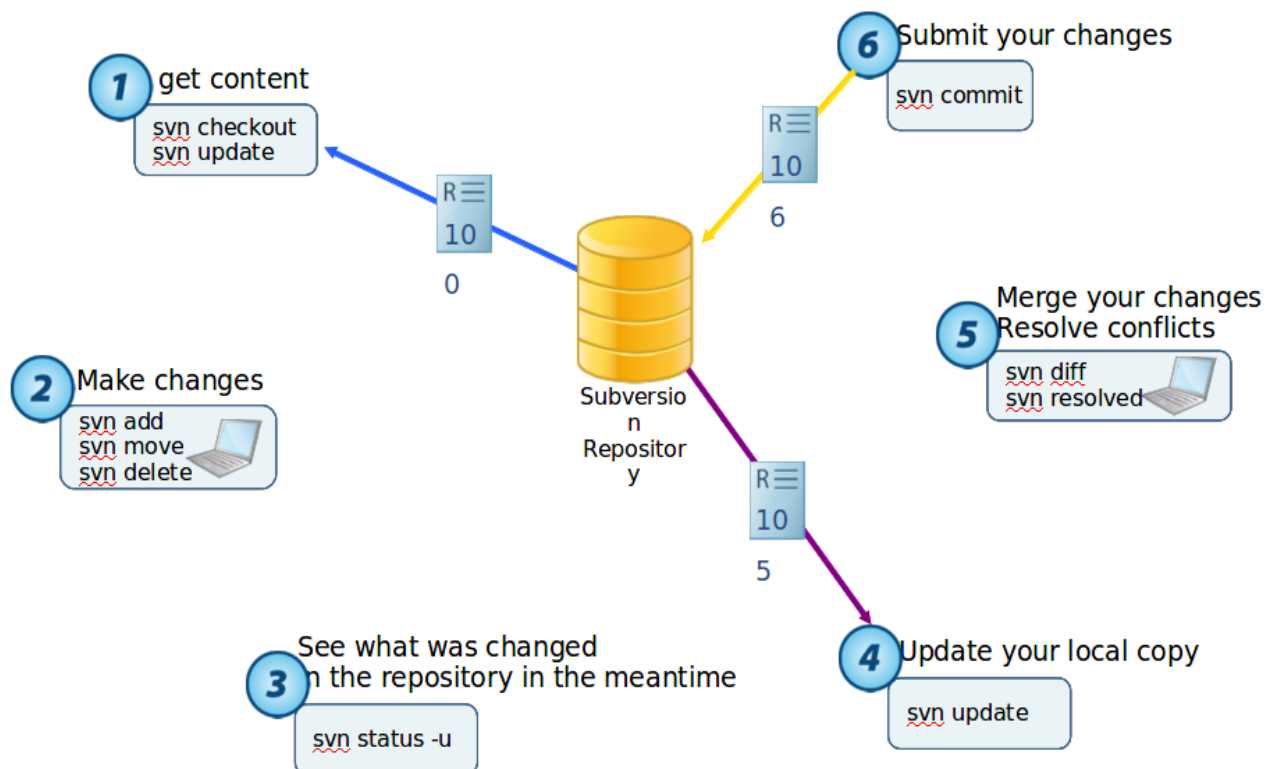 1
get content
svn checkout
svn update
R
10
0
2
Make changes
svn add
svn move
svn delete
3
See what was changed
in the repository in the meantime
svn status -u
Subversio
n
Repositor
y
R
10
5
4
Update your local copy
svn update
5
Merge your changes
Resolve conflicts
svn diff
svn resolved
6
Submit your changes
svn commit
R
10
6